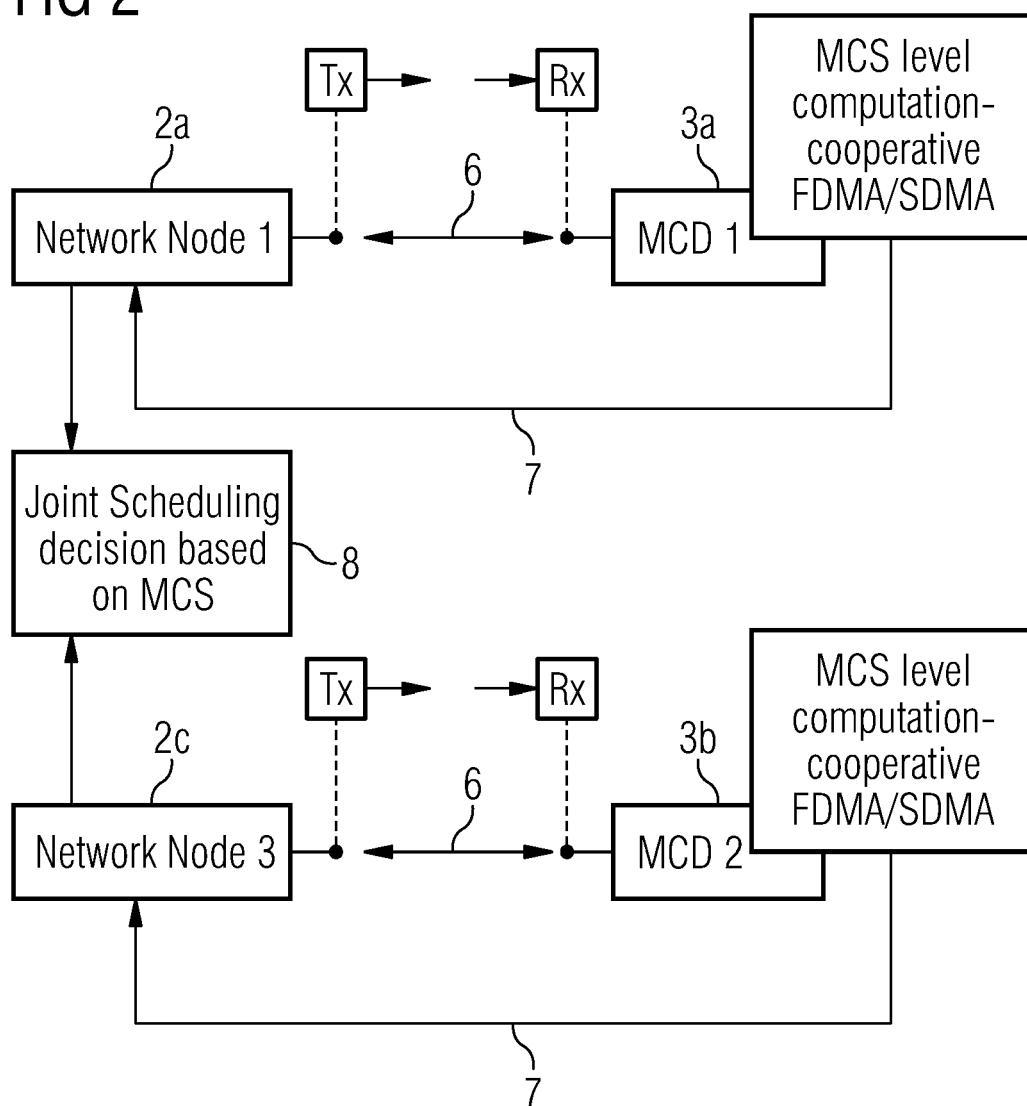 FIG 2
Tx
Rx
MCS level
computation-
cooperative
FDMA/SDMA
2a
6
3a
Network Node 1
MCD 1
7
Joint Scheduling
decision based
on MCS
8
Tx
Rx
MCS level
computation-
cooperative
FDMA/SDMA
2c
6
3b
Network Node 3
MCD 2
7